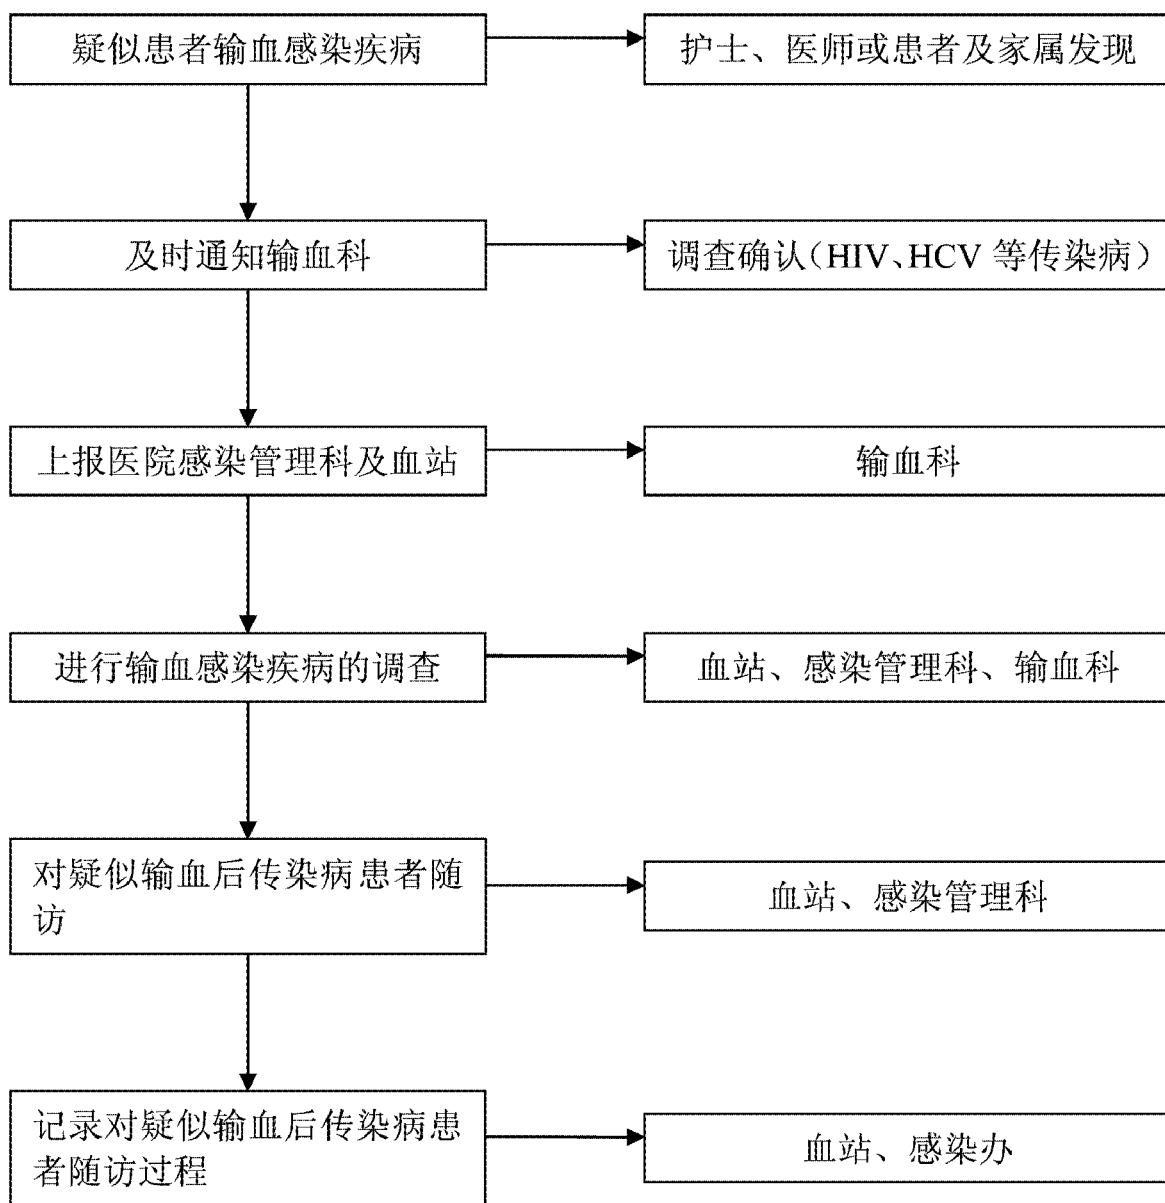 疑似患者输血感染疾病
护士、医师或患者及家属发现
及时通知输血科
调查确认(HIV、HCV 等传染病)
上报医院感染管理科及血站
输血科
进行输血感染疾病的调查
血站、感染管理科、输血科
对疑似输血后传染病患者随
访
血站、感染管理科
记录对疑似输血后传染病患
者随访过程
血站、感染办